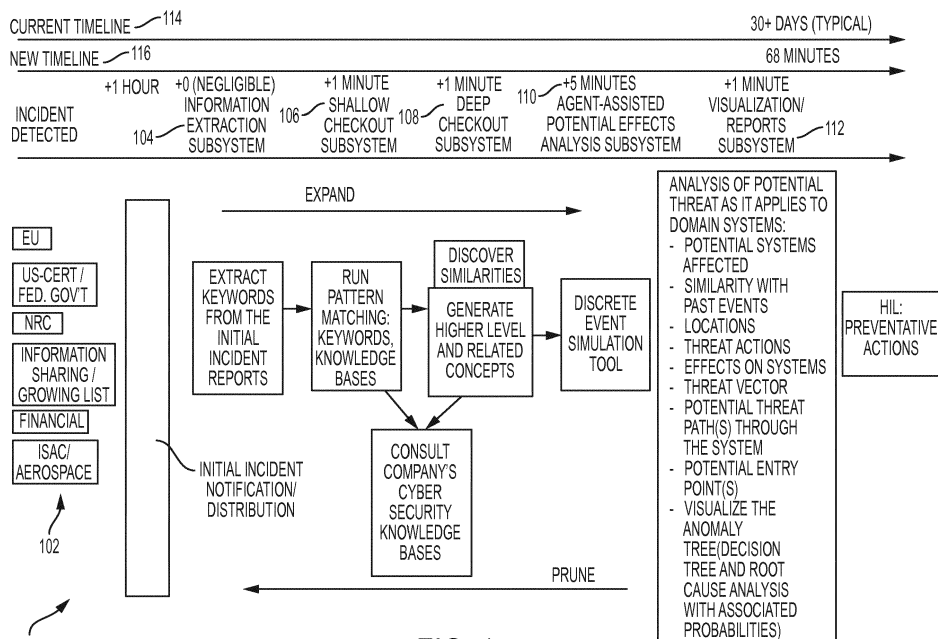 CURRENT TIMELINE
114
30+ DAYS (TYPICAL)
NEW TIMELINE
116
68 MINUTES
INCIDENT
DETECTED
+1 HOUR
+0 (NEGLIGIBLE)
INFORMATION
EXTRACTION
SUBSYSTEM
104
+1 MINUTE
SHALLOW
CHECKOUT
SUBSYSTEM
106
+1 MINUTE
DEEP
CHECKOUT
SUBSYSTEM
108
+5 MINUTES
AGENT-ASSISTED
POTENTIAL EFFECTS
ANALYSIS SUBSYSTEM
110
+1 MINUTE
VISUALIZATION/
REPORTS
SUBSYSTEM
112
EXPAND
EU
US-CERT /
FED. GOV'T
NRC
INFORMATION
SHARING /
GROWING LIST
FINANCIAL
ISAC/
AEROSPACE
102
INITIAL INCIDENT
NOTIFICATION/
DISTRIBUTION
EXTRACT
KEYWORDS
FROM THE
INITIAL
INCIDENT
REPORTS
RUN
PATTERN
MATCHING:
KEYWORDS,
KNOWLEDGE
BASES
DISCOVER
SIMILARITIES
GENERATE
HIGHER LEVEL
AND RELATED
CONCEPTS
DISCRETE
EVENT
SIMULATION
TOOL
CONSULT
COMPANY'S
CYBER
SECURITY
KNOWLEDGE
BASES
PRUNE
ANALYSIS OF POTENTIAL
THREAT AS IT APPLIES TO
DOMAIN SYSTEMS:
- POTENTIAL SYSTEMS
AFFECTED
- SIMILARITY WITH
PAST EVENTS
- LOCATIONS
- THREAT ACTIONS
- EFFECTS ON SYSTEMS
- THREAT VECTOR
- POTENTIAL THREAT
PATH(S) THROUGH
THE SYSTEM
- POTENTIAL ENTRY
POINT(S)
- VISUALIZE THE
ANOMALY
TREE(DECISION
TREE AND ROOT
CAUSE ANALYSIS
WITH ASSOCIATED
PROBABILITIES)
HIL:
PREVENTATIVE
ACTIONS